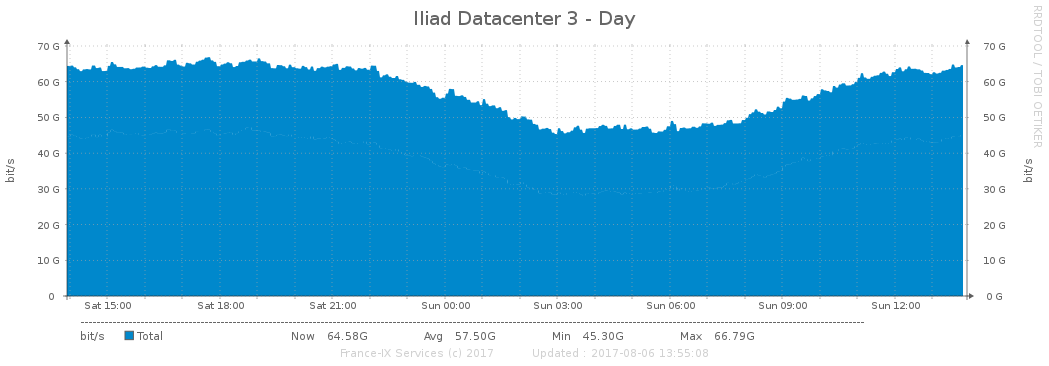 Iliad Datacenter 3 - Day
RRDTOOL / TOBI OETIKER
bit/s
70 G
60 G
50 G
40 G
30 G
20 G
10 G
0
70 G
60 G
50 G
40 G
30 G
20 G
10 G
0 G
bit/s
Sat 15:00 Sat 18:00 Sat 21:00 Sun 00:00 Sun 03:00 Sun 06:00 Sun 09:00 Sun 12:00
bit/s Total Now 64.58G Avg 57.50G Min 45.30G Max 66.79G
France-IX Services (c) 2017 Updated : 2017-08-06 13:55:08